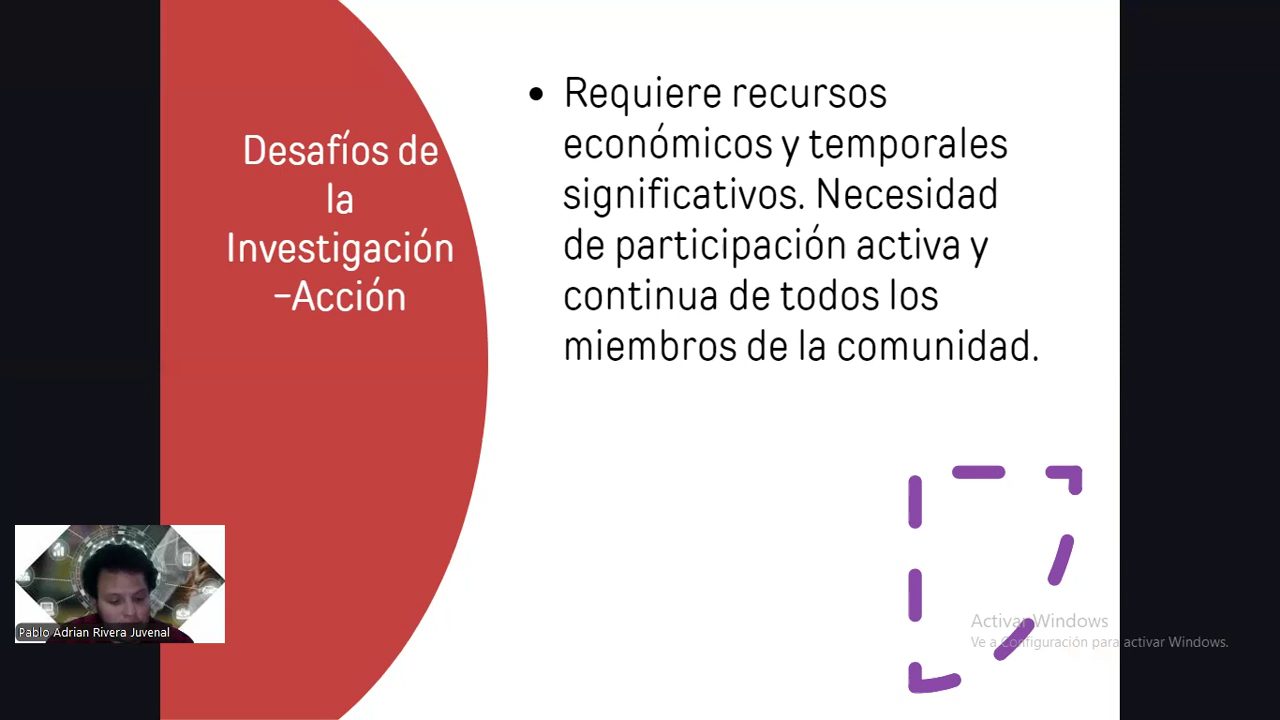 Desafíos de
la
Investigación
-Acción
• Requiere recursos
económicos y temporales
significativos. Necesidad
de participación activa y
continua de todos los
miembros de la comunidad.
Pablo Adrian Rivera Juvenal
Activar Windows
Ve a Configuración para activar Windows.